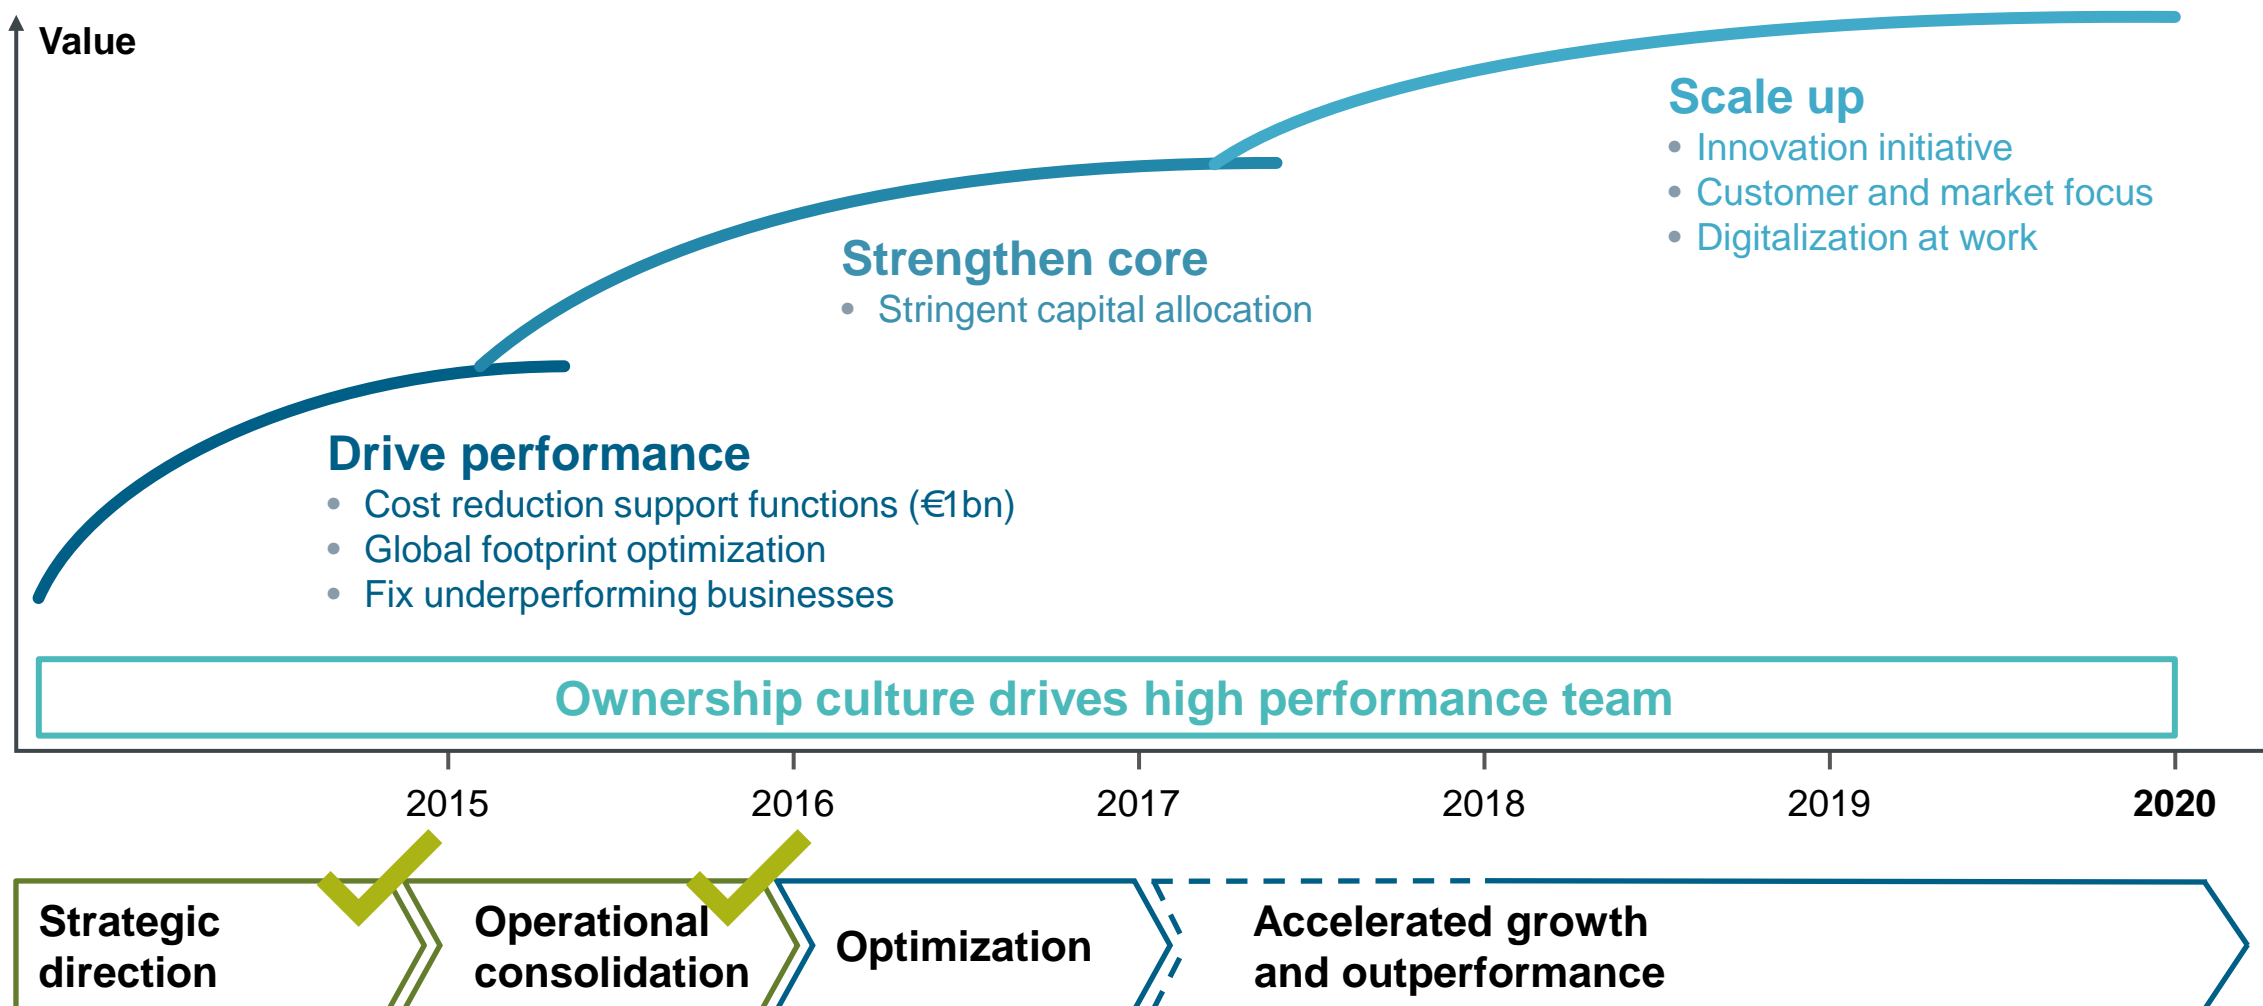 Value
Scale up
• Innovation initiative
• Customer and market focus
• Digitalization at work
Strengthen core
• Stringent capital allocation
Drive performance
• Cost reduction support functions (€1bn)
• Global footprint optimization
• Fix underperforming businesses
Ownership culture drives high performance team
2015 2016 2017 2018 2019 2020
Strategic
direction
Operational
consolidation
Optimization
Accelerated growth
and outperformance